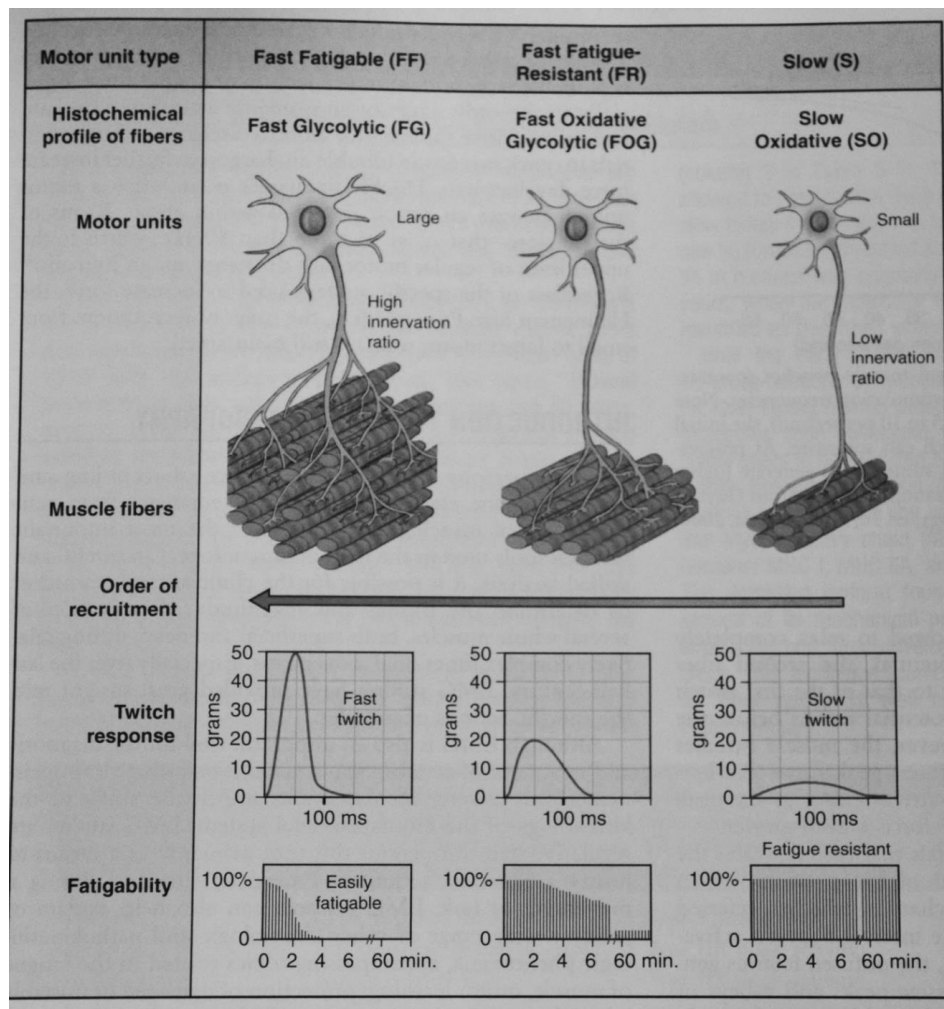 Motor unit type
Fast Fatigable (FF)
Fast Fatigue-
Resistant (FR)
Slow (S)
Histochemical
profile of fibers
Fast Glycolytic (FG)
Fast Oxidative
Glycolytic (FOG)
Slow
Oxidative (SO)
Motor units
Large
Small
High
innervation
ratio
Low
innervation
ratio
Muscle fibers
Order of
recruitment
Twitch
response
grams
50
40
30
20
10
0
Fast
twitch
100 ms
grams
50
40
30
20
10
0
100 ms
grams
50
40
30
20
10
0
Slow
twitch
100 ms
Fatigability
100%
0
Easily
fatigable
0 2 4 6 60 min.
100%
0
0 2 4 6 60 min.
Fatigue resistant
100%
0
0 2 4 6 60 min.